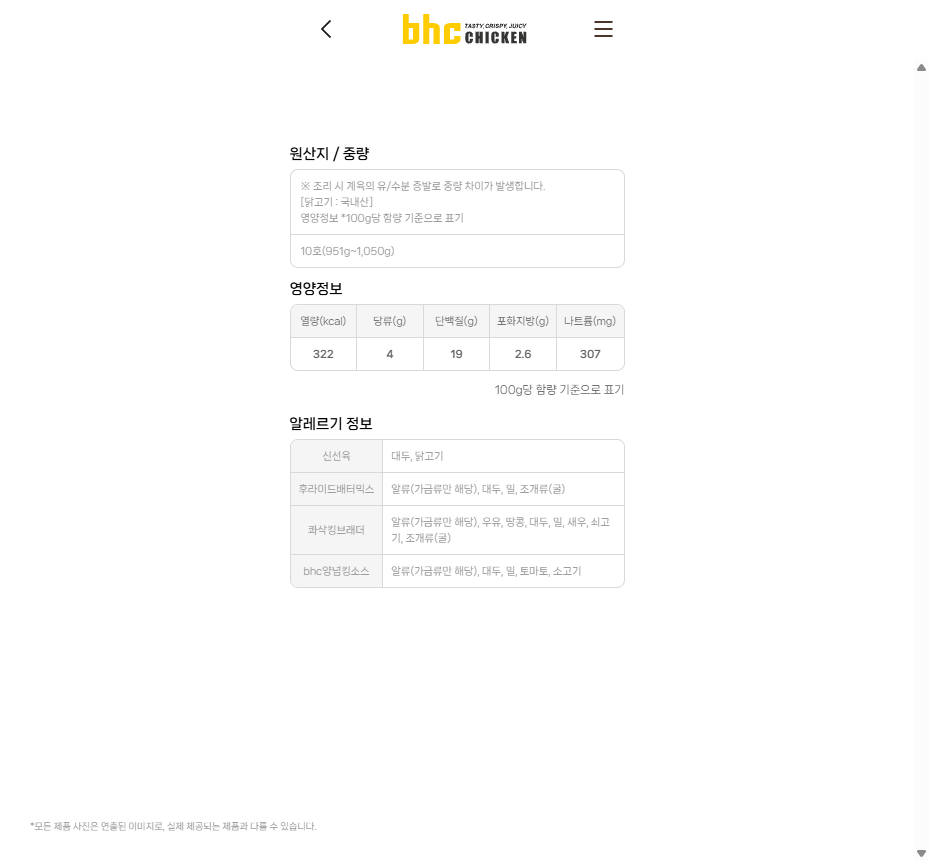 bhc TASTY, CRISPY, JUICY CHICKEN
원산지 / 중량
※ 조리 시 계육의 유/수분 증발로 중량 차이가 발생합니다.
[닭고기 : 국내산]
영양정보 *100g당 함량 기준으로 표기
10호(951g~1,050g)
영양정보
열량(kcal) 당류(g) 단백질(g) 포화지방(g) 나트륨(mg)
322 4 19 2.6 307
100g당 함량 기준으로 표기
알레르기 정보
신선육 대두, 닭고기
후라이드배터믹스 알류(가금류만 해당), 대두, 밀, 조개류(굴)
콰삭킹브래더 알류(가금류만 해당), 우유, 땅콩, 대두, 밀, 새우, 쇠고
기, 조개류(굴)
bhc양념킹소스 알류(가금류만 해당), 대두, 밀, 토마토, 소고기
*모든 제품 사진은 연출된 이미지로, 실제 제공되는 제품과 다를 수 있습니다.